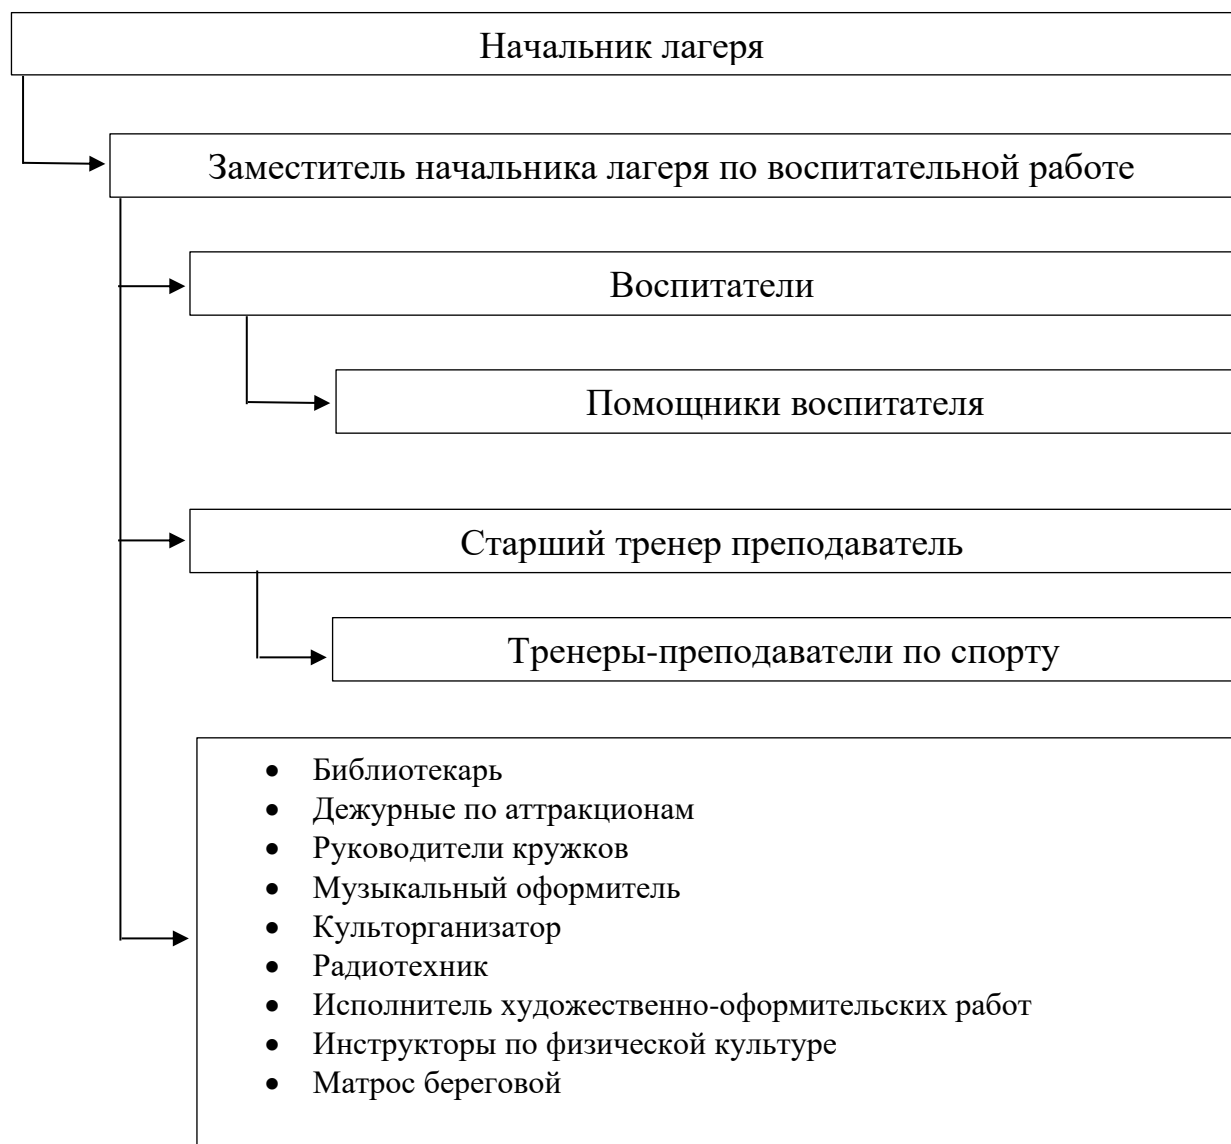 Начальник лагеря
Заместитель начальника лагеря по воспитательной работе
Воспитатели
Помощники воспитателя
Старший тренер преподаватель
Тренеры-преподаватели по спорту
• Библиотекарь
• Дежурные по аттракционам
• Руководители кружков
• Музыкальный оформитель
• Культорганизатор
• Радиотехник
• Исполнитель художественно-оформительских работ
• Инструкторы по физической культуре
• Матрос береговой